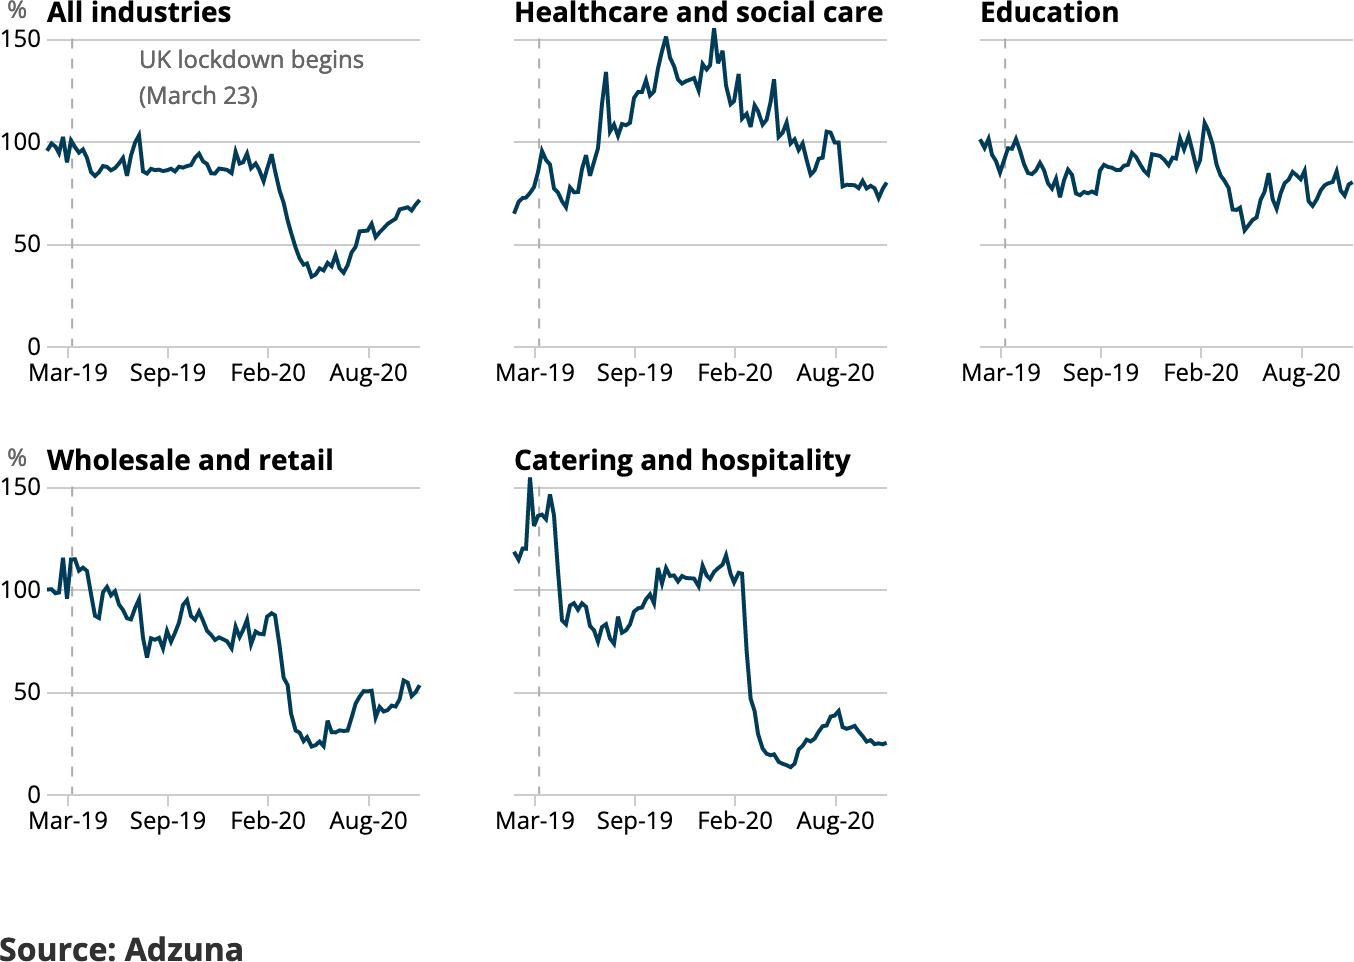 % All industries
Healthcare and social care
Education
150
UK lockdown begins
(March 23)
100
50
0
Mar-19 Sep-19 Feb-20 Aug-20
Mar-19 Sep-19 Feb-20 Aug-20
Mar-19 Sep-19 Feb-20 Aug-20
% Wholesale and retail
Catering and hospitality
150
100
50
0
Mar-19 Sep-19 Feb-20 Aug-20
Mar-19 Sep-19 Feb-20 Aug-20
Source: Adzuna